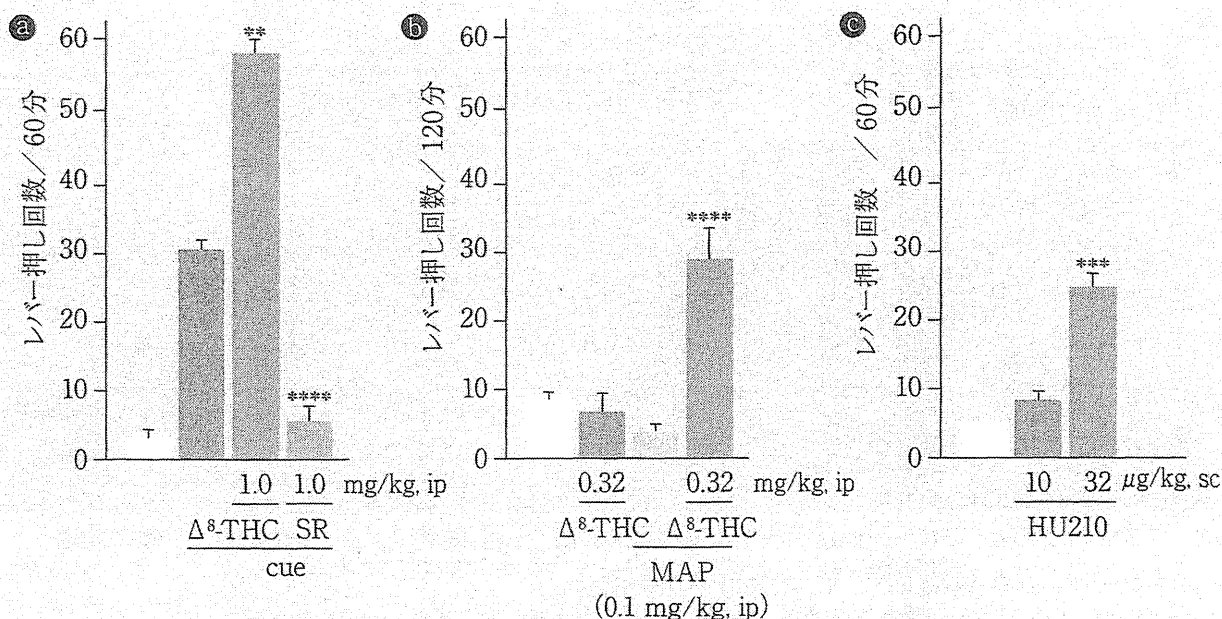 a
レバー押し回数／60分
60
50
40
30
20
10
0
**
****
1.0 1.0 mg/kg, ip
Δ⁸-THC SR
cue
b
レバー押し回数／120分
60
50
40
30
20
10
0
****
0.32 0.32 mg/kg, ip
Δ⁸-THC Δ⁸-THC
MAP
(0.1 mg/kg, ip)
c
レバー押し回数／60分
60
50
40
30
20
10
0
***
10 32 μg/kg, sc
HU210